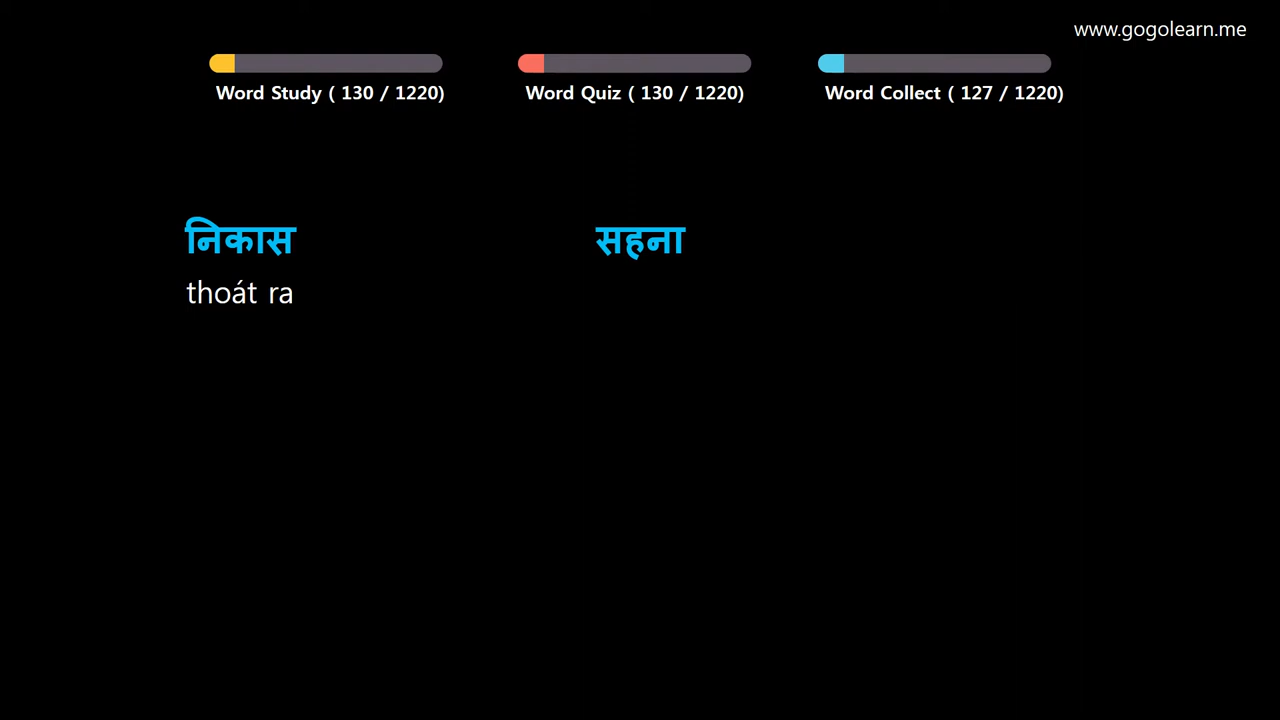 www.gogolearn.me
Word Study ( 130 / 1220)
Word Quiz ( 130 / 1220)
Word Collect ( 127 / 1220)
निकास
सहना
thoát ra